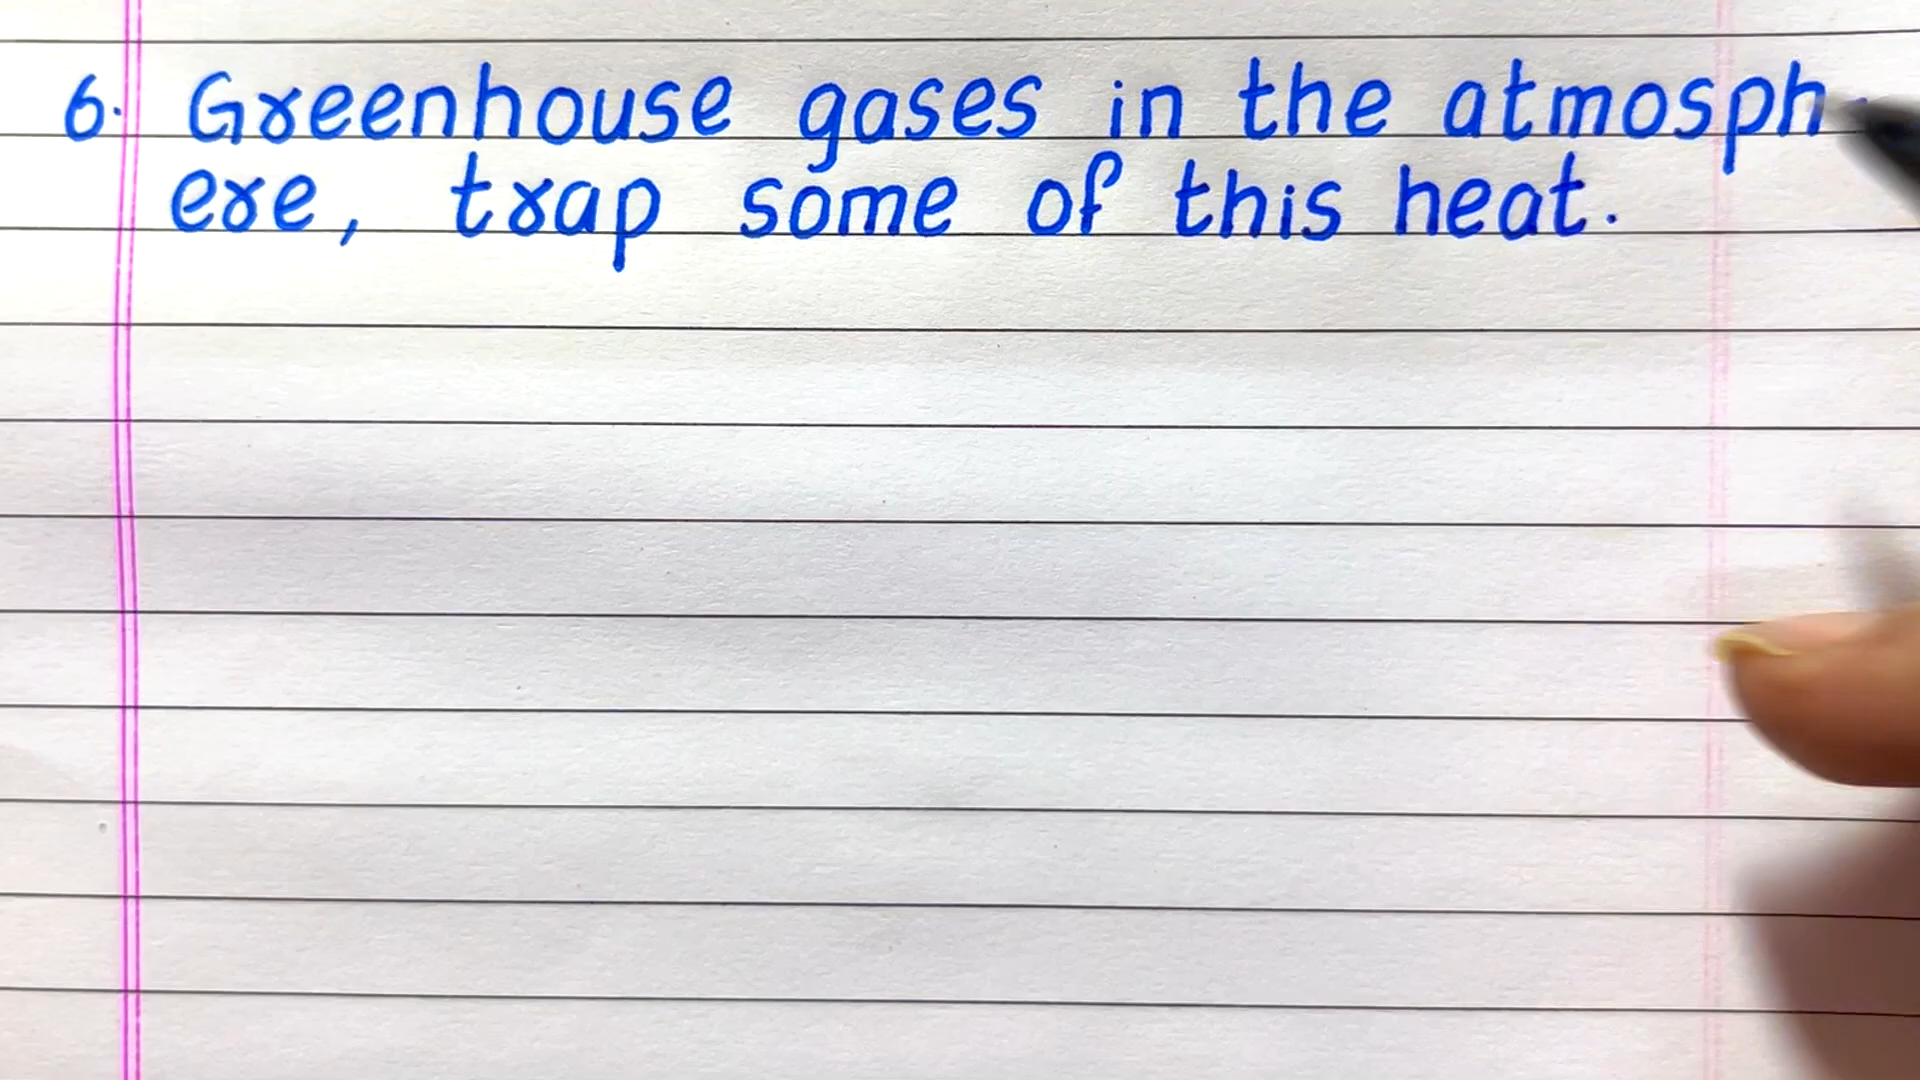 6. Greenhouse gases in the atmosph-
ere, trap some of this heat.